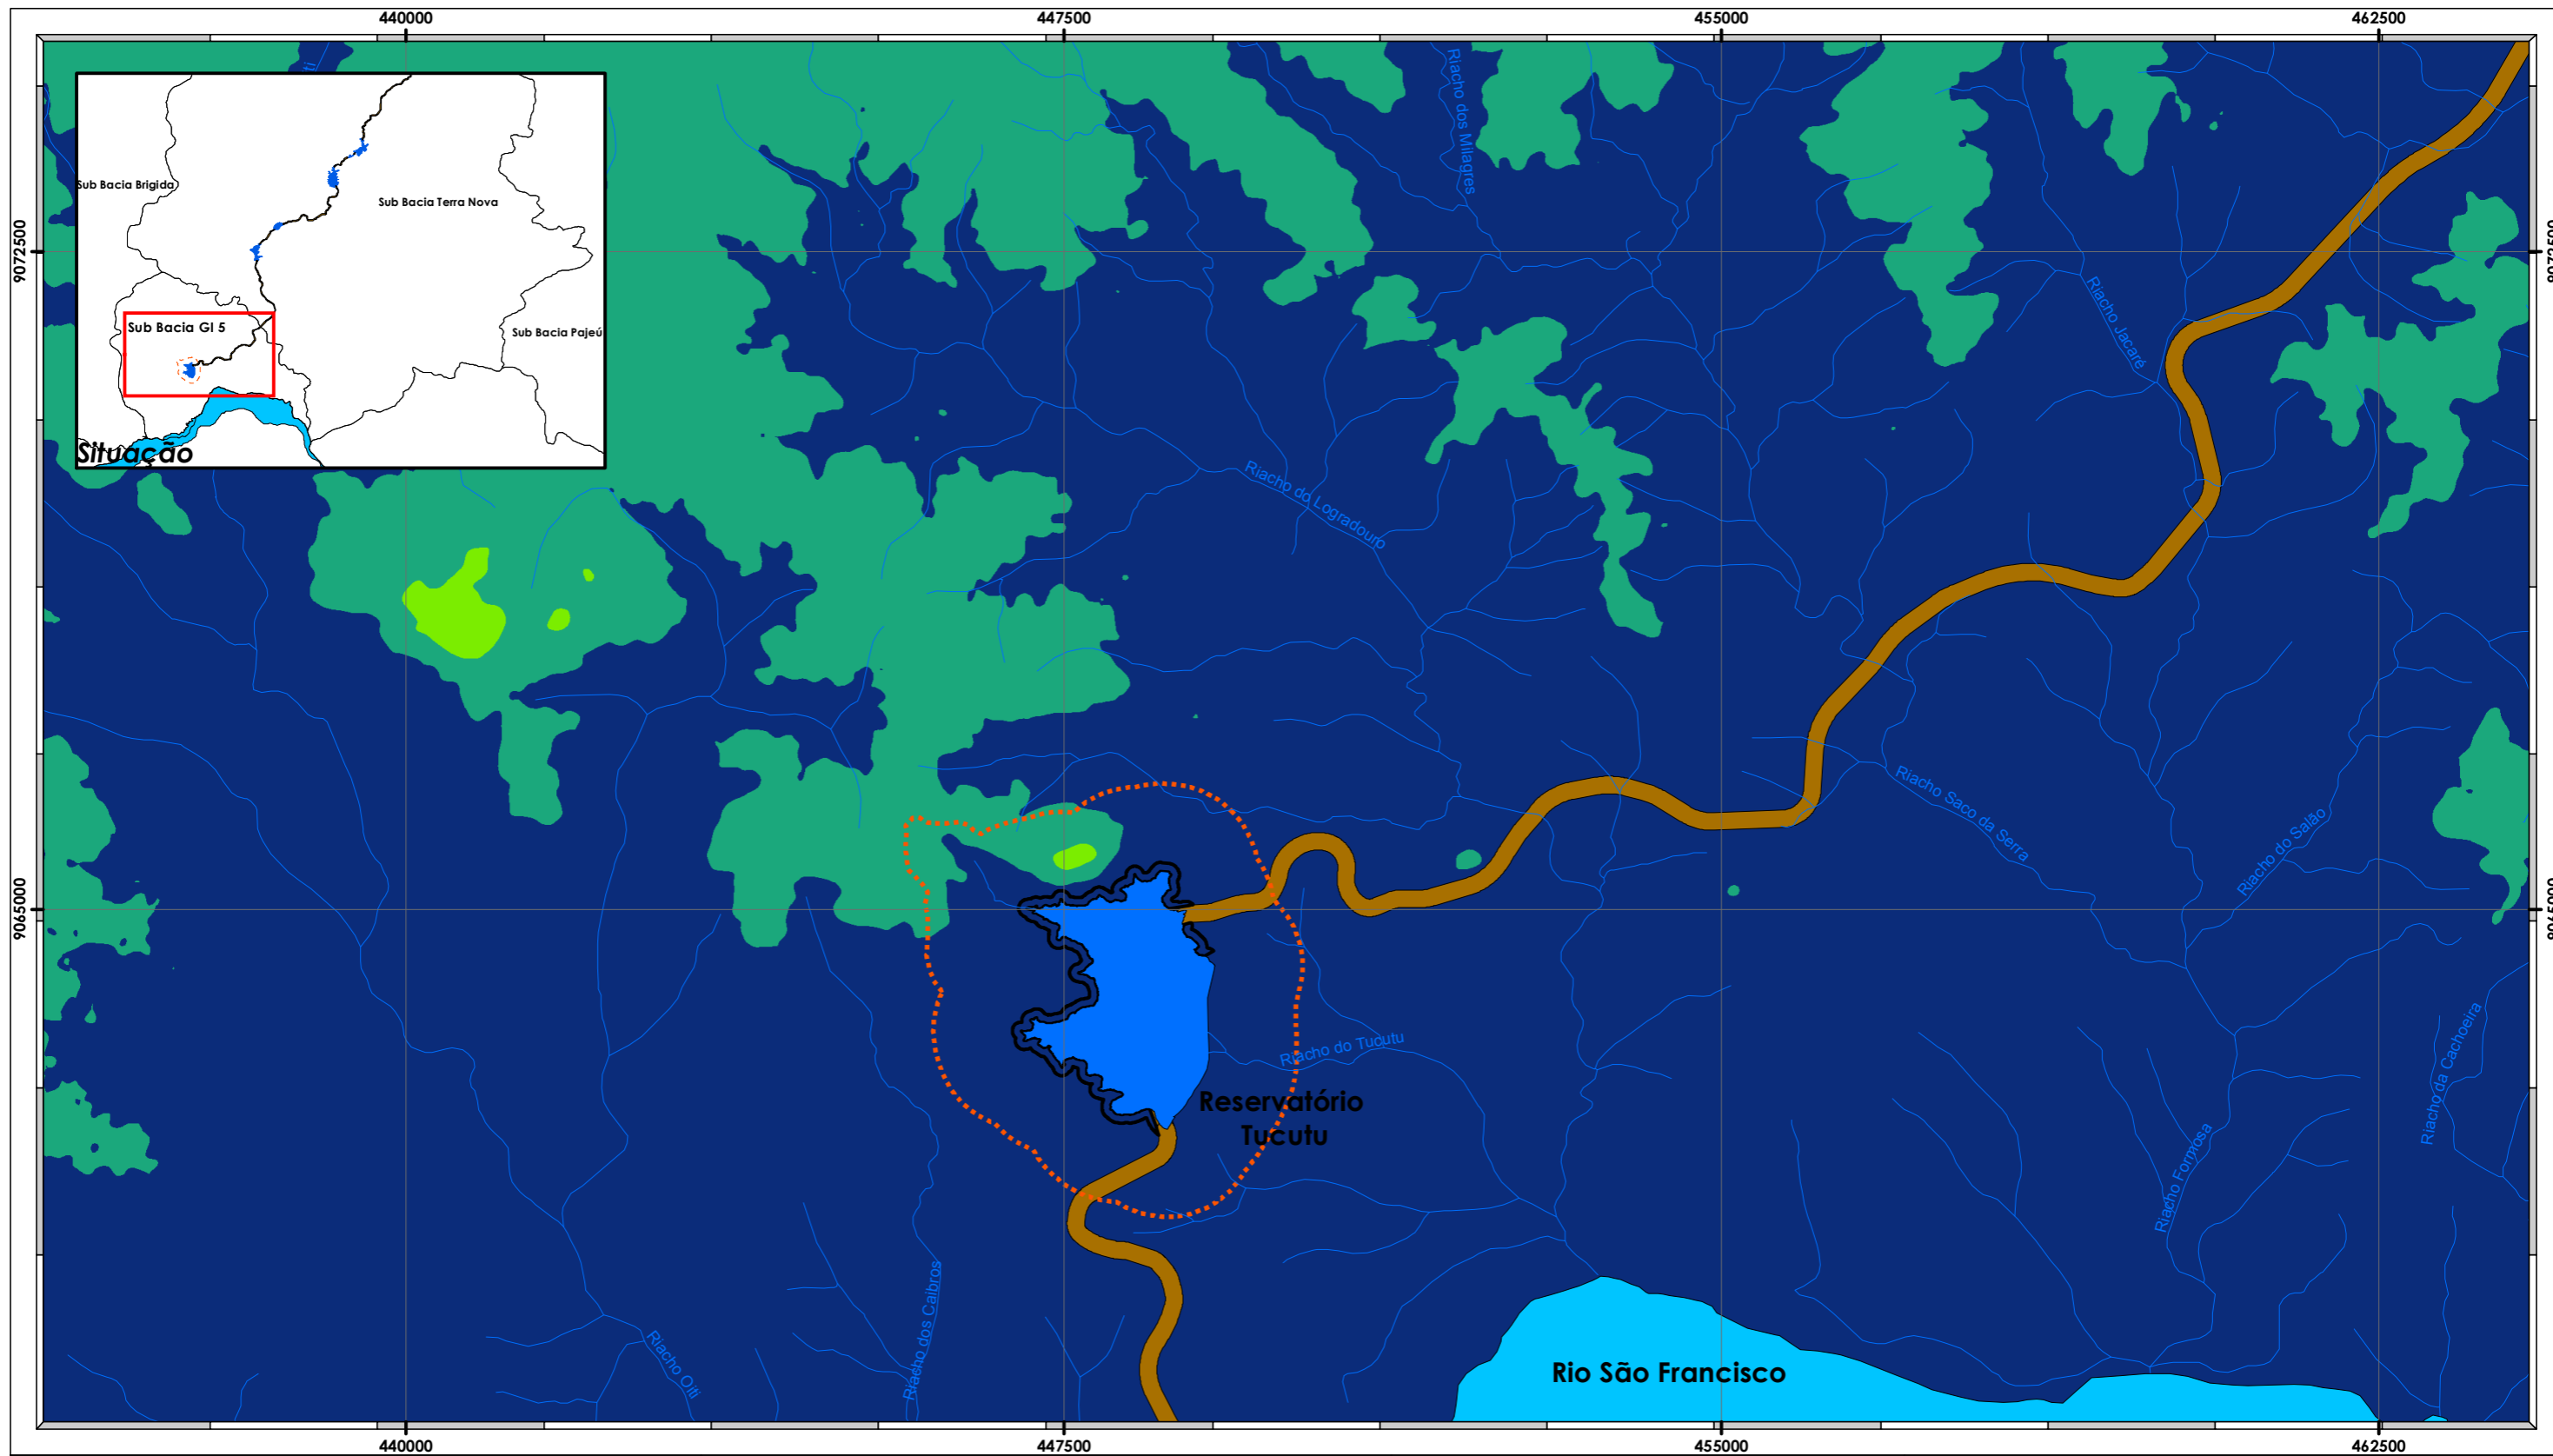 440000
447500
455000
462500
Oiti
Riacho dos Milagres
Sub Bacia Brigida
Sub Bacia Terra Nova
9072500
9072500
Riacho Jacaré
Sub Bacia GI 5
Sub Bacia Pajeú
Situação
Riacho do Logradouro
Riacho Saco da Serra
Riacho do Salão
9065000
9065000
Riacho do Tucutu
Riacho da Cachoeira
Reservatório
Tucutu
Riacho Formosa
Riacho dos Caibros
Riacho Oiti
Rio São Francisco
440000
447500
455000
462500